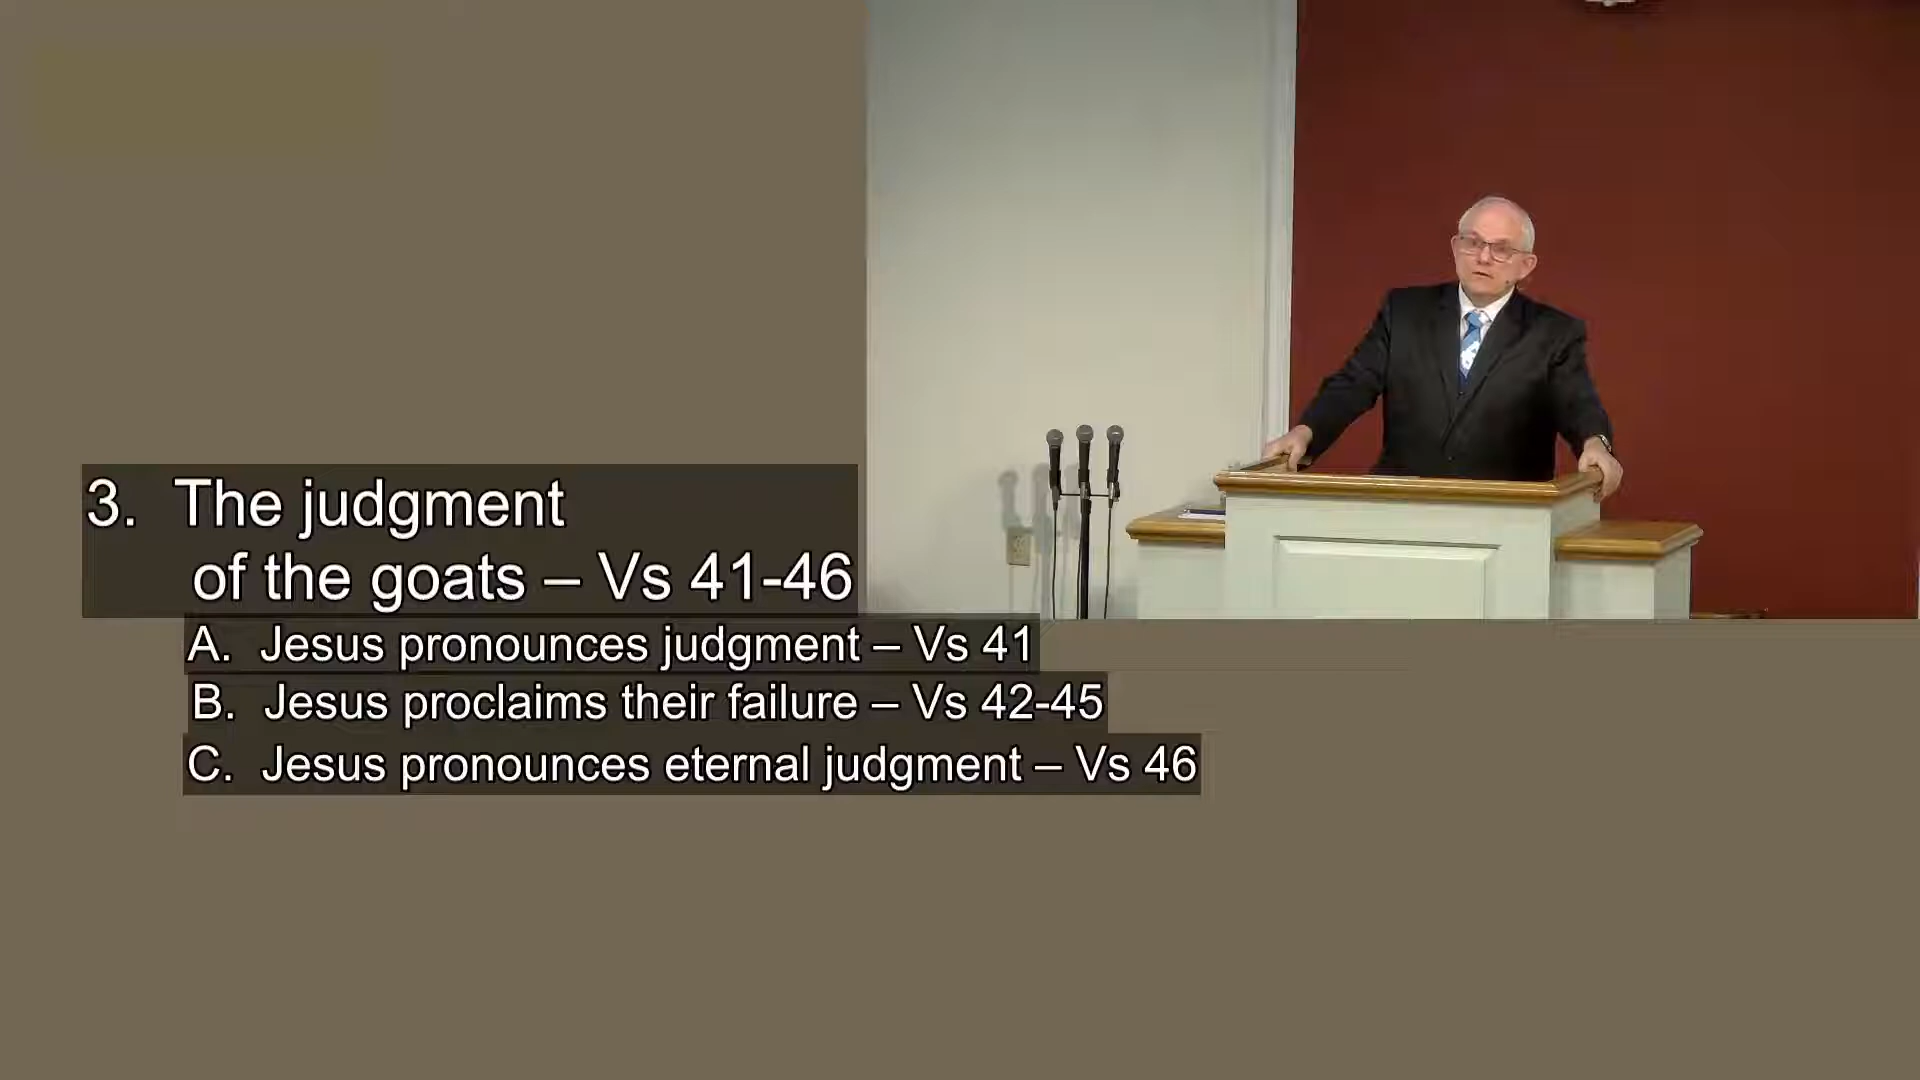 3. The judgment
of the goats – Vs 41-46
A. Jesus pronounces judgment – Vs 41
B. Jesus proclaims their failure – Vs 42-45
C. Jesus pronounces eternal judgment – Vs 46